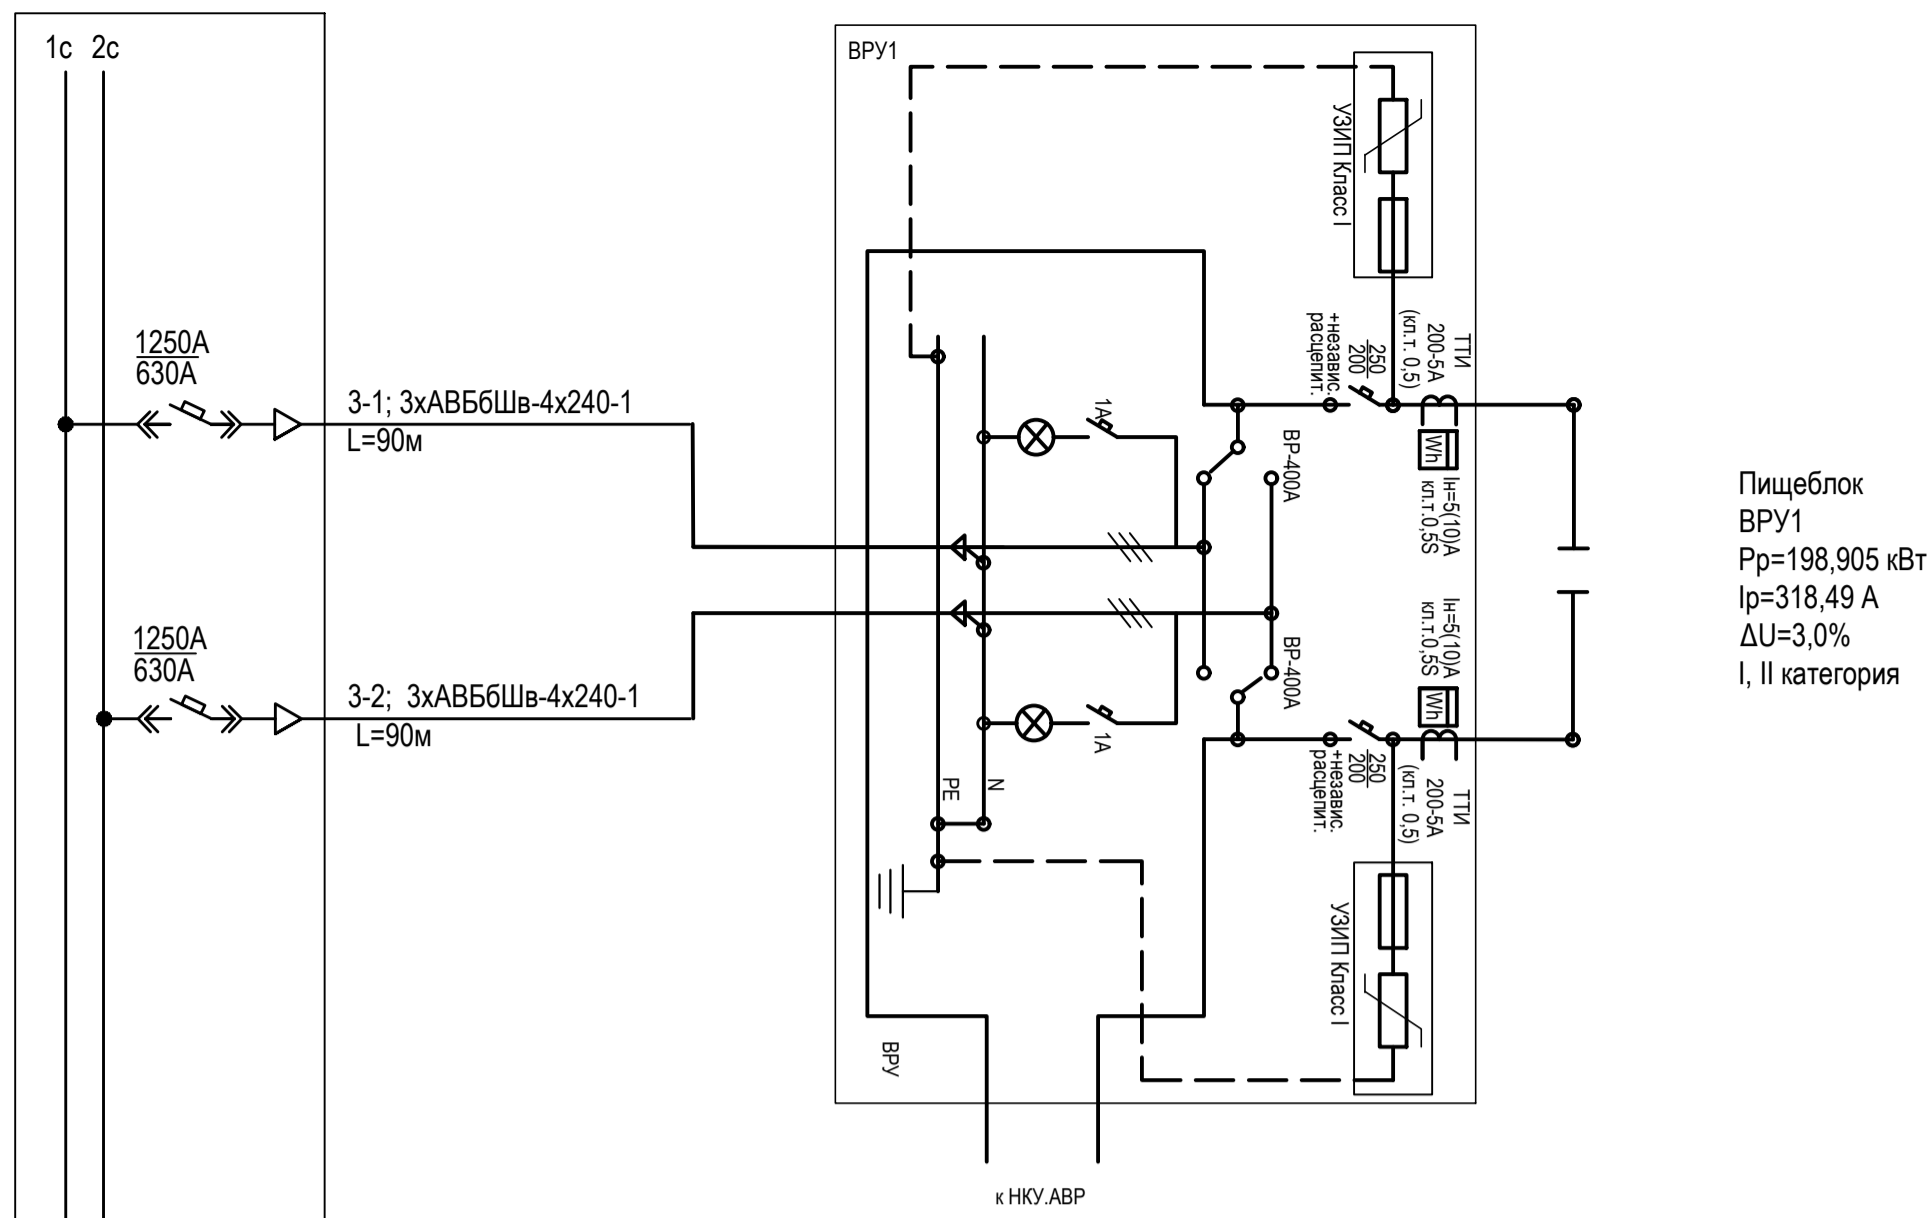 1с 2с
1250А
630А
3-1; 3хАВБбШв-4х240-1
L=90м
1250А
630А
3-2; 3хАВБбШв-4х240-1
L=90м
ВРУ1
УЗИП Класс I
ТТИ
200-5А
(кл.т. 0,5)
250
200
+независ.
расцепит.
1А
ВР-400А
Wh
Iн=5(10)А
кл.т.0,5S
Iн=5(10)А
кл.т.0,5S
Wh
ВР-400А
1А
PE
N
250
200
+независ.
расцепит.
ТТИ
200-5А
(кл.т. 0,5)
УЗИП Класс I
ВРУ
к НКУ.АВР
Пищеблок
ВРУ1
Рр=198,905 кВт
Iр=318,49 А
ΔU=3,0%
I, II категория